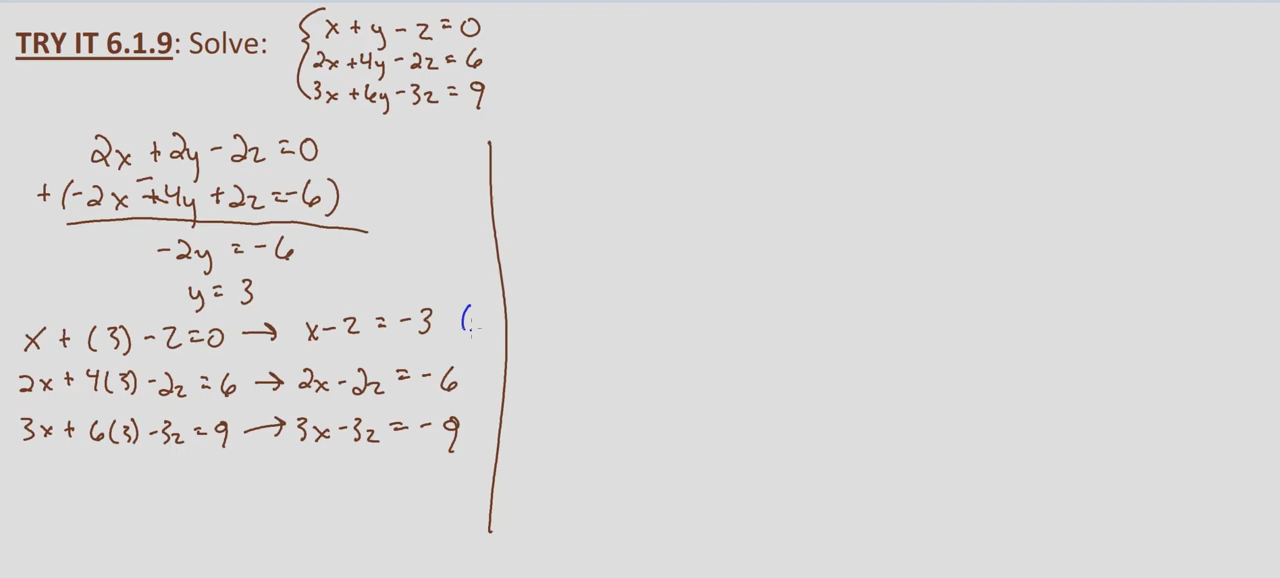 TRY IT 6.1.9: Solve: { x + y - z = 0
2x + 4y - 2z = 6
3x + 6y - 3z = 9
2x + 2y - 2z = 0
+ (-2x - 4y + 2z = -6)
-2y = -6
y = 3
x + (3) - z = 0 → x - z = -3 (
2x + 4(3) - 2z = 6 → 2x - 2z = -6
3x + 6(3) - 3z = 9 → 3x - 3z = -9